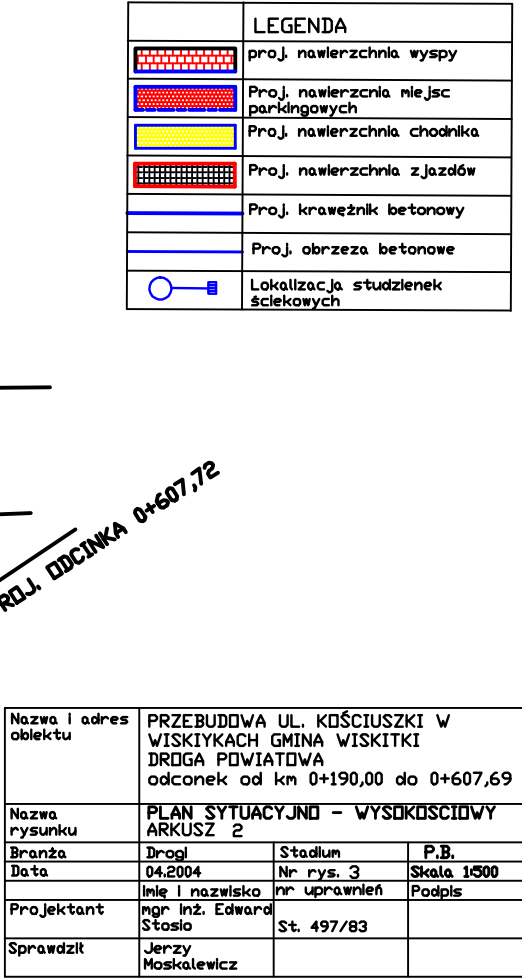 LEGENDA
proj. nawierzchnia wyspy
Proj. nawierzcnia miejsc
parkingowych
Proj. nawierzchnia chodnika
Proj. nawierzchnia zjazdów
Proj. krawężnik betonowy
Proj. obrzeza betonowe
Lokalizacja studzienek
ściekowych
ROJ. ODCINKA 0+607,72
Nazwa i adres
obiektu
PRZEBUDOWA UL. KOŚCIUSZKI W
WISKIYKACH GMINA WISKITKI
DROGA POWIATOWA
odconek od km 0+190,00 do 0+607,69
Nazwa
rysunku
PLAN SYTUACYJNO - WYSOKOSCIOWY
ARKUSZ 2
Branża Drogi Stadium P.B.
Data 04.2004 Nr rys. 3 Skala 1:500
Imię i nazwisko nr uprawnień Podpis
Projektant mgr inż. Edward
Stosio St. 497/83
Sprawdził Jerzy
Moskalewicz